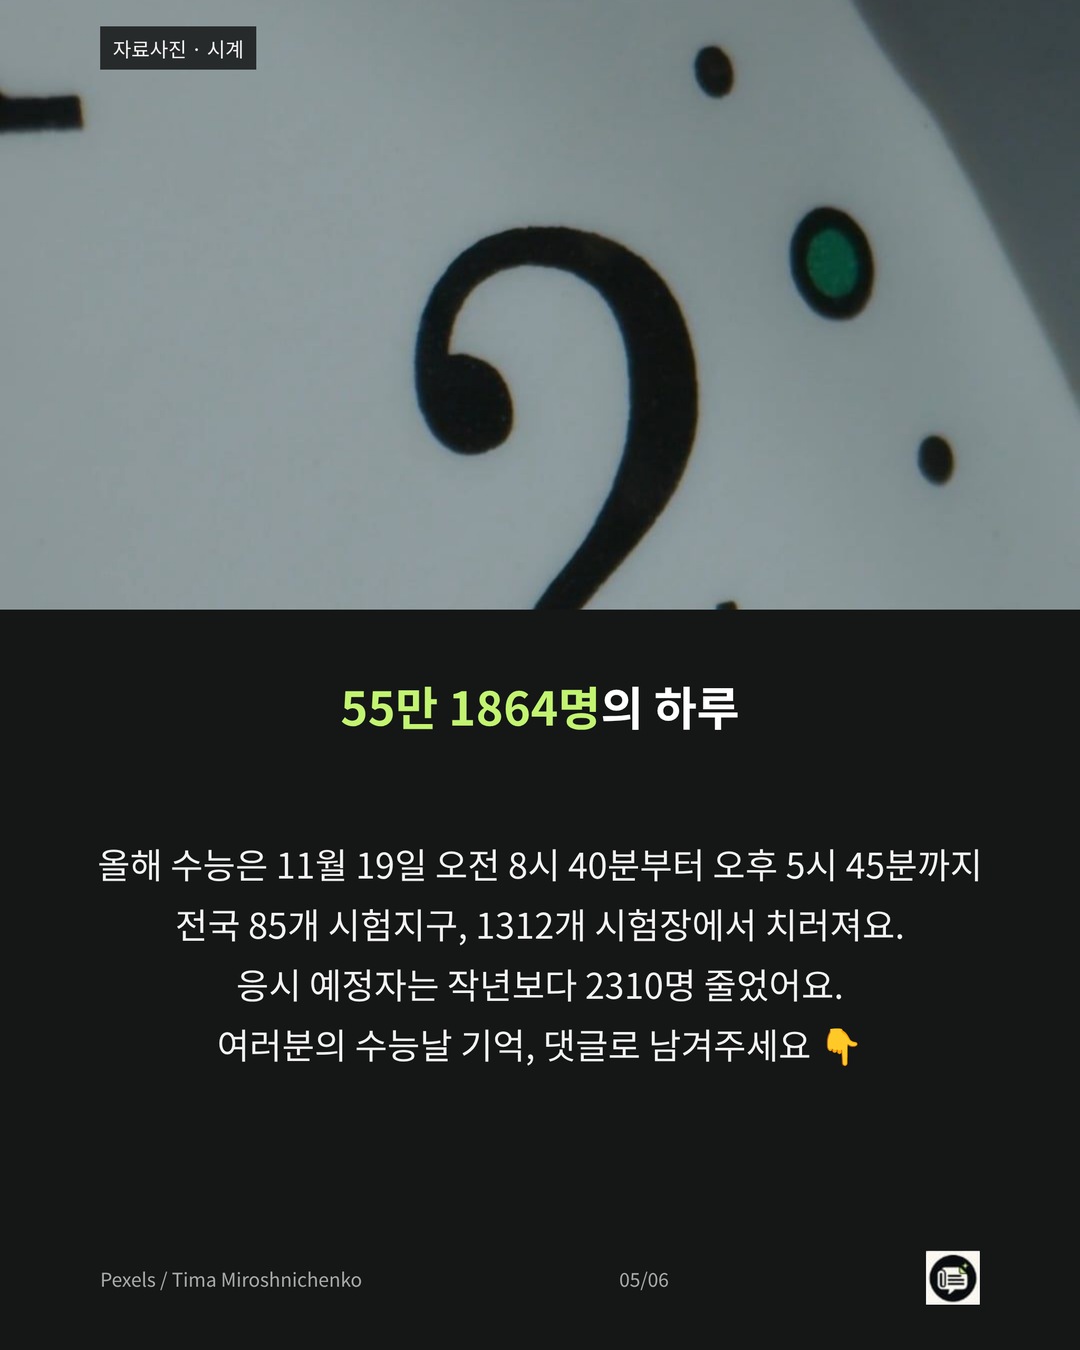 자료사진 · 시계
2
55만 1864명의 하루
올해 수능은 11월 19일 오전 8시 40분부터 오후 5시 45분까지
전국 85개 시험지구, 1312개 시험장에서 치러져요.
응시 예정자는 작년보다 2310명 줄었어요.
여러분의 수능날 기억, 댓글로 남겨주세요 👇
Pexels / Tima Miroshnichenko
05/06